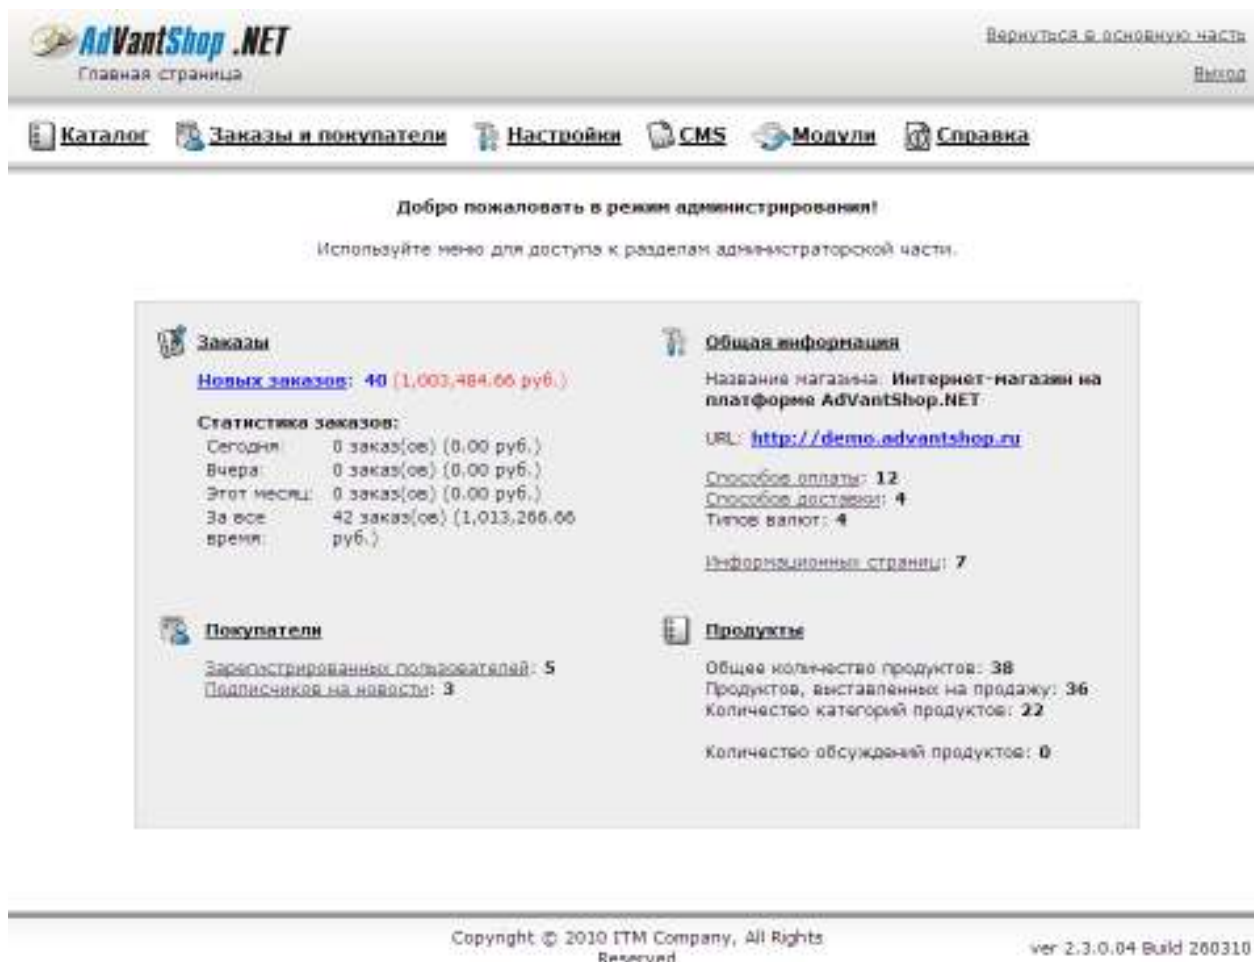 AdVantShop .NET
Главная страница
Вернуться в основную часть
Выход
Каталог Заказы и покупатели Настройки CMS Модули Справка
Добро пожаловать в режим администрирования!
Используйте меню для доступа к разделам администраторской части.
Заказы
Новых заказов: 40 (1,003,484.66 руб.)
Статистика заказов:
Сегодня: 0 заказ(ов) (0.00 руб.)
Вчера: 0 заказ(ов) (0.00 руб.)
Этот месяц: 0 заказ(ов) (0.00 руб.)
За все 42 заказ(ов) (1,013,266.66
время: руб.)
Общая информация
Название магазина: Интернет-магазин на
платформе AdVantShop.NET
URL: http://demo.advantshop.ru
Способов оплаты: 12
Способов доставки: 4
Типов валют: 4
Информационных страниц: 7
Покупатели
Зарегистрированных пользователей: 5
Подписчиков на новости: 3
Продукты
Общее количество продуктов: 38
Продуктов, выставленных на продажу: 36
Количество категорий продуктов: 22
Количество обсуждений продуктов: 0
Copyright © 2010 ITM Company, All Rights
Reserved
ver 2.3.0.04 Build 260310